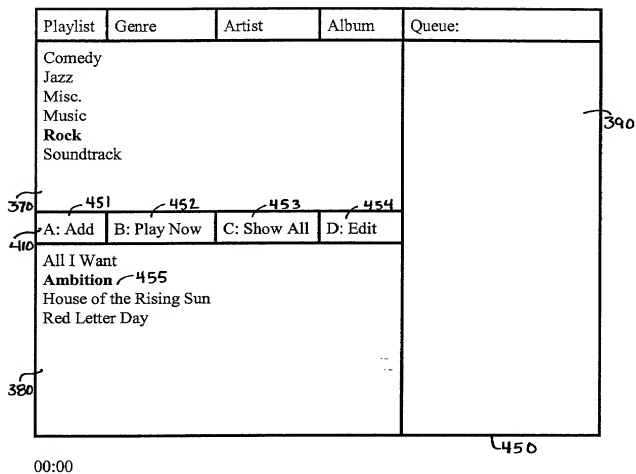 Playlist Genre Artist Album Queue:
Comedy
Jazz
Misc.
Music
Rock
Soundtrack
390
370
451 452 453 454
A: Add B: Play Now C: Show All D: Edit
410
All I Want
Ambition 455
House of the Rising Sun
Red Letter Day
380
450
00:00